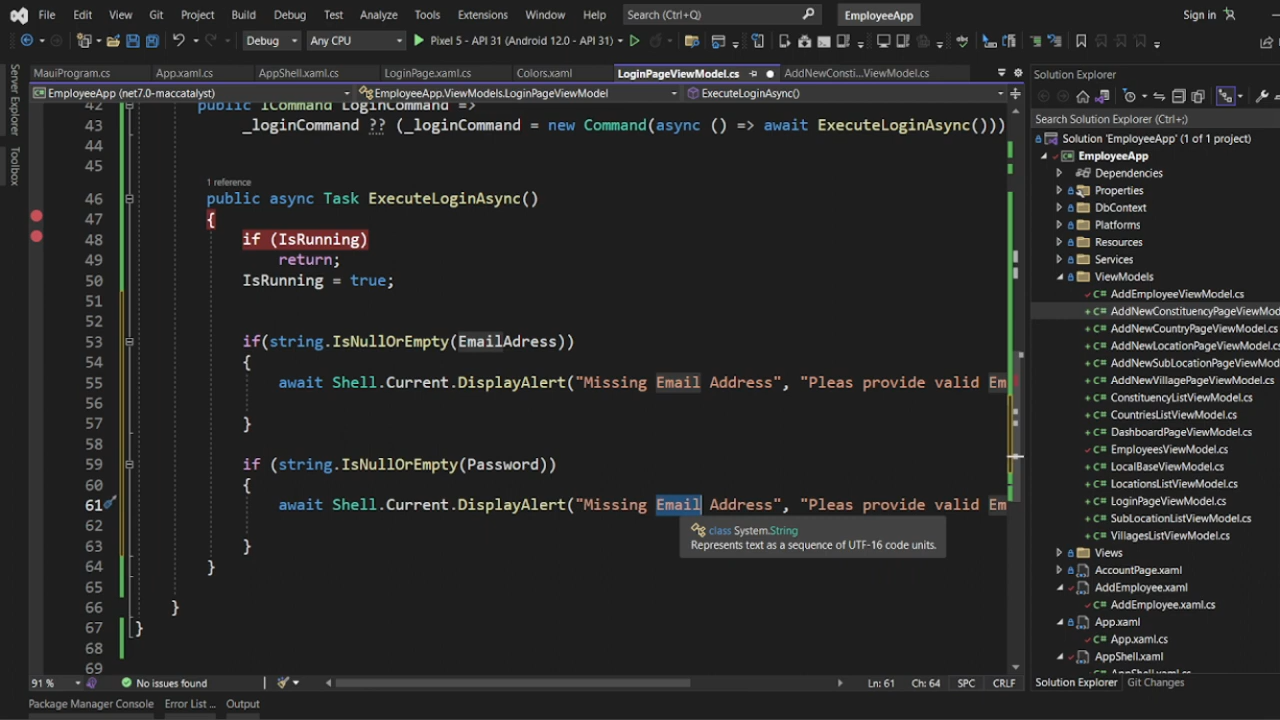 File Edit View Git Project Build Debug Test Analyze Tools Extensions Window Help Search (Ctrl+Q) EmployeeApp Sign in
Debug Any CPU Pixel 5 - API 31 (Android 12.0 - API 31)
MauiProgram.cs App.xaml.cs AppShell.xaml.cs LoginPage.xaml.cs Colors.xaml LoginPageViewModel.cs AddNewConsti...ViewModel.cs
EmployeeApp (net7.0-maccatalyst) EmployeeApp.ViewModels.LoginPageViewModel ExecuteLoginAsync()
Server Explorer
Toolbox
42 public ICommand LoginCommand =>
43 _loginCommand ?? (_loginCommand = new Command(async () => await ExecuteLoginAsync()))
44
45
1 reference
46 public async Task ExecuteLoginAsync()
47 {
48 if (IsRunning)
49 return;
50 IsRunning = true;
51
52
53 if(string.IsNullOrEmpty(EmailAdress))
54 {
55 await Shell.Current.DisplayAlert("Missing Email Address", "Pleas provide valid Em
56
57 }
58
59 if (string.IsNullOrEmpty(Password))
60 {
61 await Shell.Current.DisplayAlert("Missing Email Address", "Pleas provide valid Em
62
63 }
64 }
65
66 }
67 }
68
69
class System.String
Represents text as a sequence of UTF-16 code units.
91 % No issues found Ln: 61 Ch: 64 SPC CRLF
Package Manager Console Error List ... Output
Solution Explorer
Search Solution Explorer (Ctrl+;)
Solution 'EmployeeApp' (1 of 1 project)
EmployeeApp
Dependencies
Properties
DbContext
Platforms
Resources
Services
ViewModels
C# AddEmployeeViewModel.cs
C# AddNewConstituencyPageViewMod
C# AddNewCountryPageViewModel.cs
C# AddNewLocationPageViewModel.cs
C# AddNewSubLocationPageViewMod
C# AddNewVillagePageViewModel.cs
C# ConstituencyListViewModel.cs
C# CountriesListViewModel.cs
C# DashboardPageViewModel.cs
C# EmployeesViewModel.cs
C# LocalBaseViewModel.cs
C# LocationsListViewModel.cs
C# LoginPageViewModel.cs
C# SubLocationListViewModel.cs
C# VillagesListViewModel.cs
Views
AccountPage.xaml
AddEmployee.xaml
C# AddEmployee.xaml.cs
App.xaml
C# App.xaml.cs
AppShell.xaml
C# AppShell.xaml.cs
Solution Explorer Git Changes